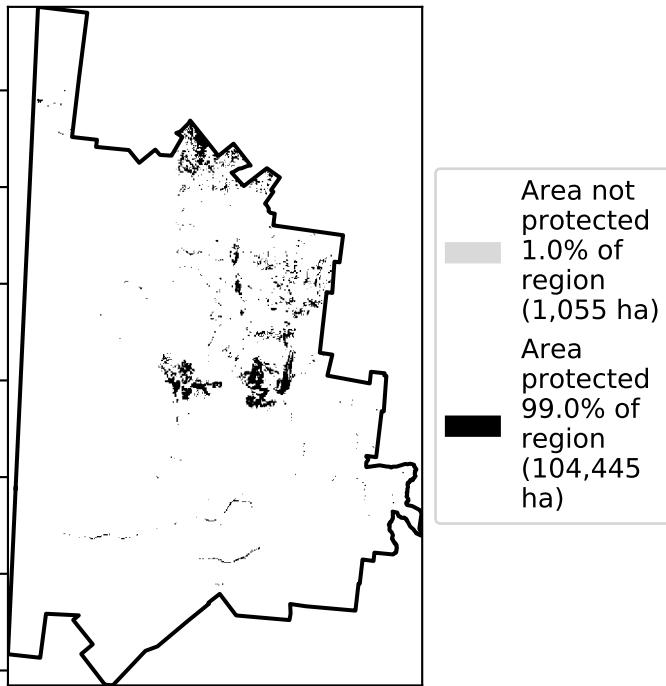 Area not
protected
1.0% of
region
(1,055 ha)
Area
protected
99.0% of
region
(104,445
ha)